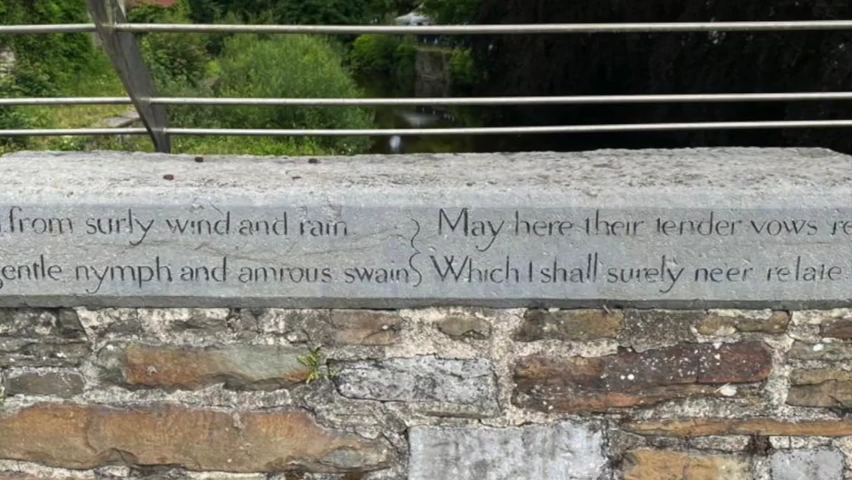 from surly wind and rain
gentle nymph and amrous swain
May here their tender vows re
Which I shall surely neer relate